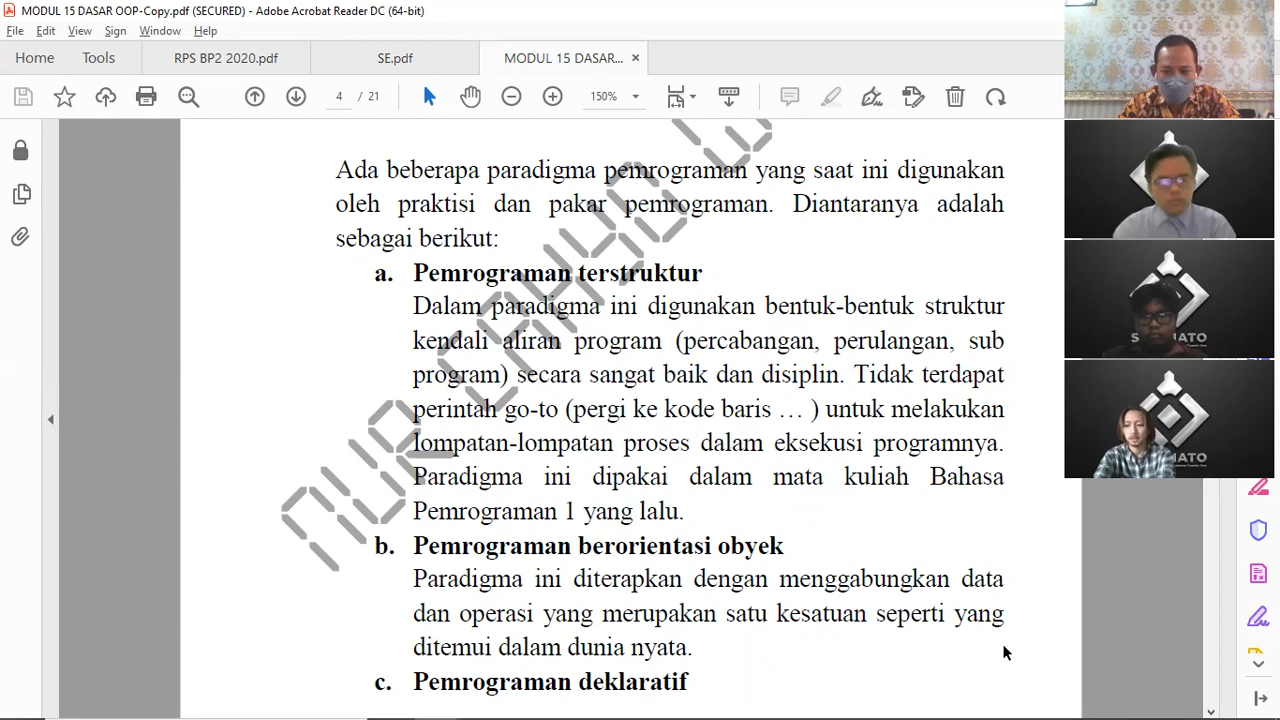 MODUL 15 DASAR OOP-Copy.pdf (SECURED) - Adobe Acrobat Reader DC (64-bit)
File Edit View Sign Window Help
Home Tools RPS BP2 2020.pdf SE.pdf MODUL 15 DASAR... ×
4 / 21 150%
Ada beberapa paradigma pemrograman yang saat ini digunakan
oleh praktisi dan pakar pemrograman. Diantaranya adalah
sebagai berikut:
a. Pemrograman terstruktur
Dalam paradigma ini digunakan bentuk-bentuk struktur
kendali aliran program (percabangan, perulangan, sub
program) secara sangat baik dan disiplin. Tidak terdapat
perintah go-to (pergi ke kode baris … ) untuk melakukan
lompatan-lompatan proses dalam eksekusi programnya.
Paradigma ini dipakai dalam mata kuliah Bahasa
Pemrograman 1 yang lalu.
b. Pemrograman berorientasi obyek
Paradigma ini diterapkan dengan menggabungkan data
dan operasi yang merupakan satu kesatuan seperti yang
ditemui dalam dunia nyata.
c. Pemrograman deklaratif
NUR CAHYO